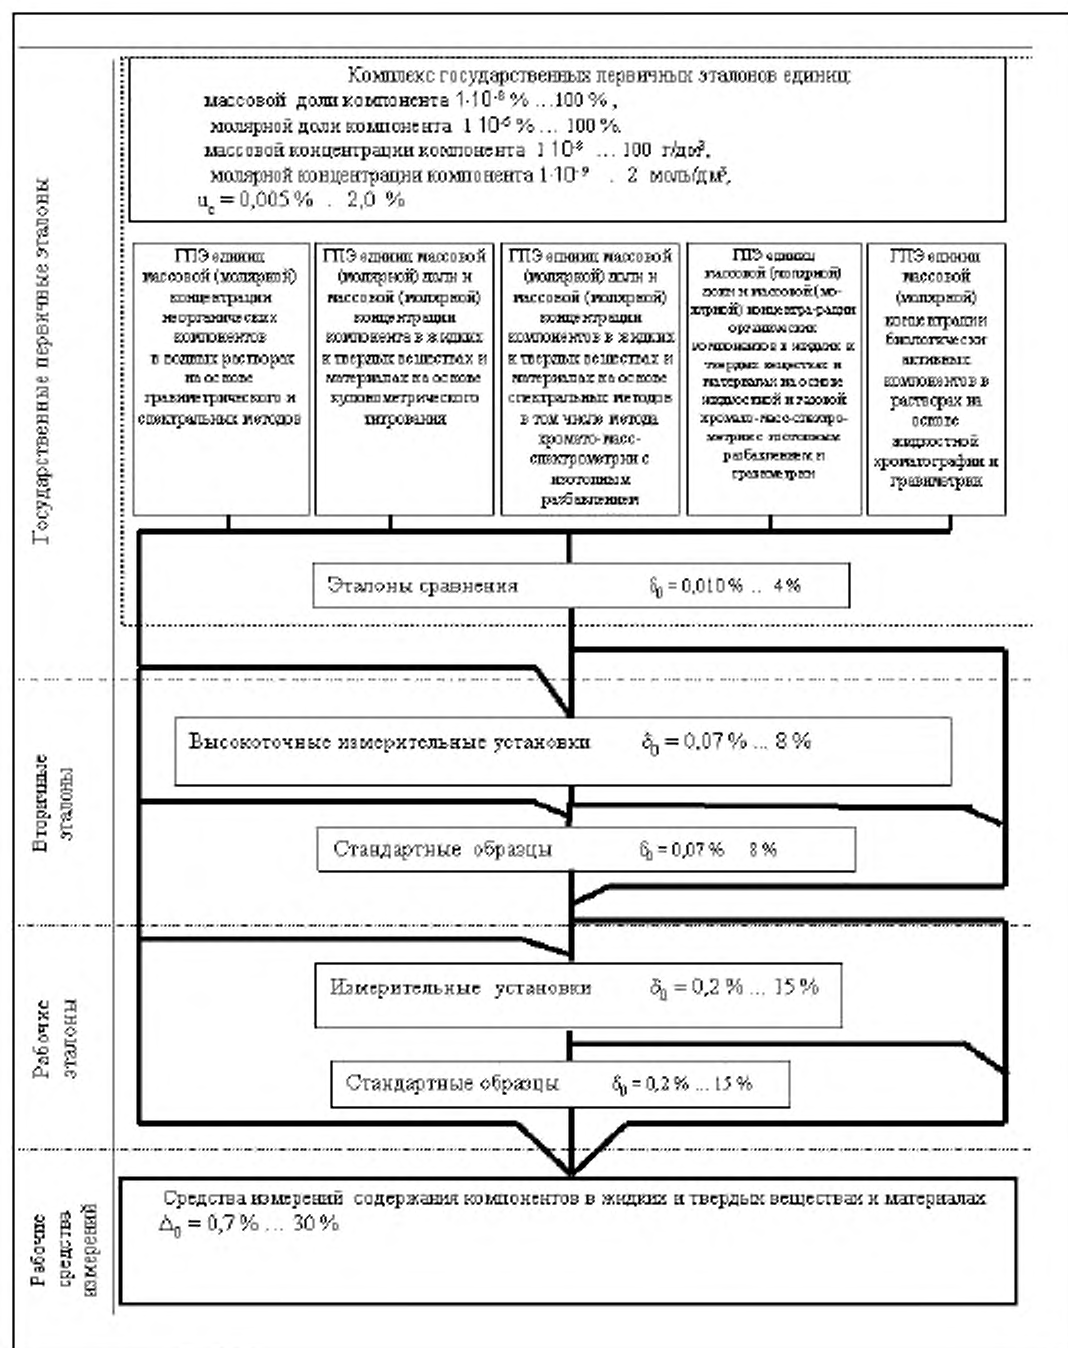 Комплекс государственных первичных эталонов единиц:
массовой доли компонента 1·10⁻⁸ % ...100 %,
молярной доли компонента 1 10⁻⁶ % ... 100 %.
массовой концентрации компонента 1 10⁻⁸ ... 100 г/дм³,
молярной концентрации компонента 1·10⁻⁹ . 2 моль/дм³,
u_c = 0,005 % . 2,0 %
Государственные первичные эталоны
ГПЭ единиц
массовой (молярной)
концентрации
неорганических
компонентов
в водных растворах
на основе
гравиметрического и
спектральных методов
ГПЭ единиц массовой
(молярной) доли и
массовой (молярной)
концентрации
компонента в жидких
и твердых веществах и
материалах на основе
кулонометрического
титрования
ГПЭ единиц массовой
(молярной) доли и
массовой (молярной)
концентрации
компонентов в жидких
и твердых веществах и
материалах на основе
спектральных методов
в том числе метода
хромато-масс-
спектрометрии с
изотопным
разбавлением
ГПЭ единиц
массовой (молярной)
доли и массовой (мо-
лярной) концентра-рации
органических
компонентов в жидких и
твердых веществах и
материалах на основе
жидкостной и газовой
хромато-масс-спектро-
метрии с изотопным
разбавлением и
гравиметрии
ГПЭ единиц
массовой
(молярной)
концентрации
биологически
активных
компонентов в
растворах на
основе
жидкостной
хроматографии и
гравиметрии
Эталоны сравнения δ₀ = 0,010 % ... 4 %
Вторичные
эталоны
Высокоточные измерительные установки δ₀ = 0,07 % ... 8 %
Стандартные образцы δ₀ = 0,07 % 8 %
Рабочие
эталоны
Измерительные установки δ₀ = 0,2 % ... 15 %
Стандартные образцы δ₀ = 0,2 % ... 15 %
Рабочие
средства
измерений
Средства измерений содержания компонентов в жидких и твердых веществах и материалах
Δ₀ = 0,7 % ... 30 %